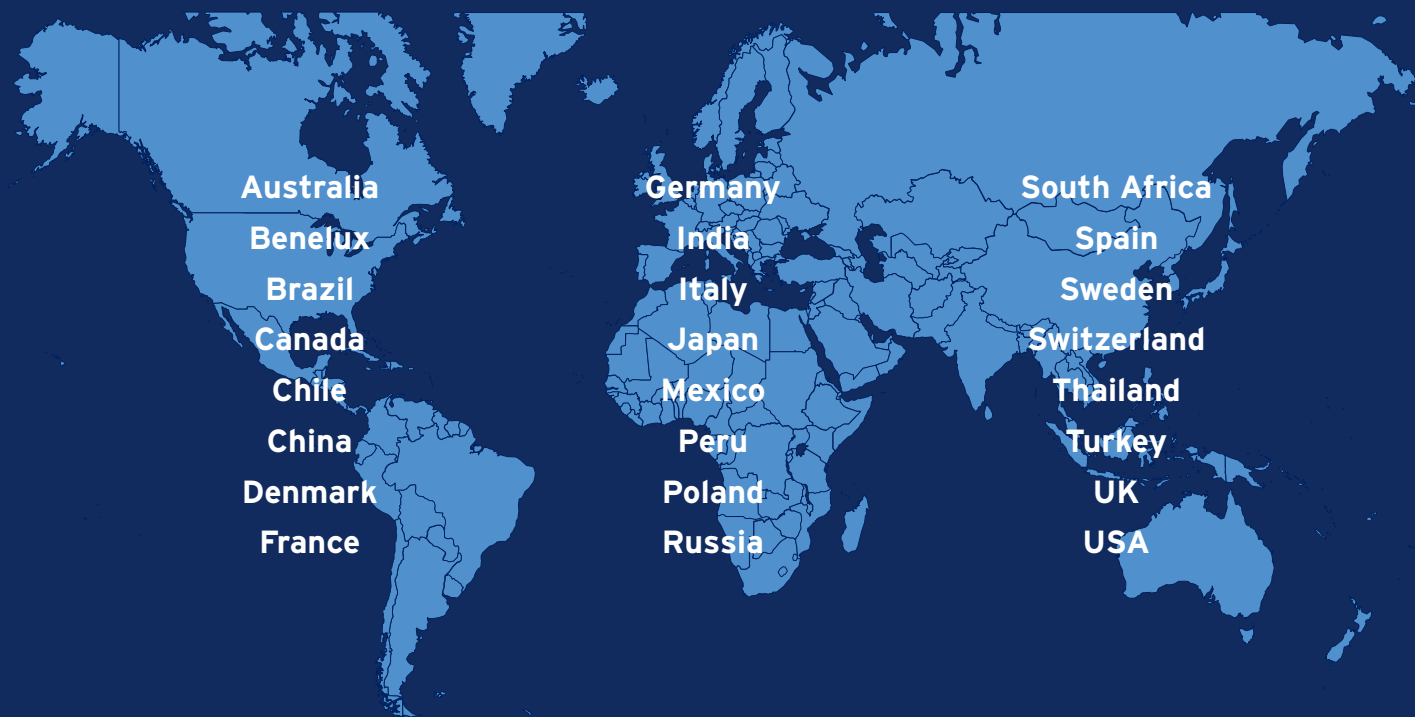 Australia
Benelux
Brazil
Canada
Chile
China
Denmark
France
Germany
India
Italy
Japan
Mexico
Peru
Poland
Russia
South Africa
Spain
Sweden
Switzerland
Thailand
Turkey
UK
USA